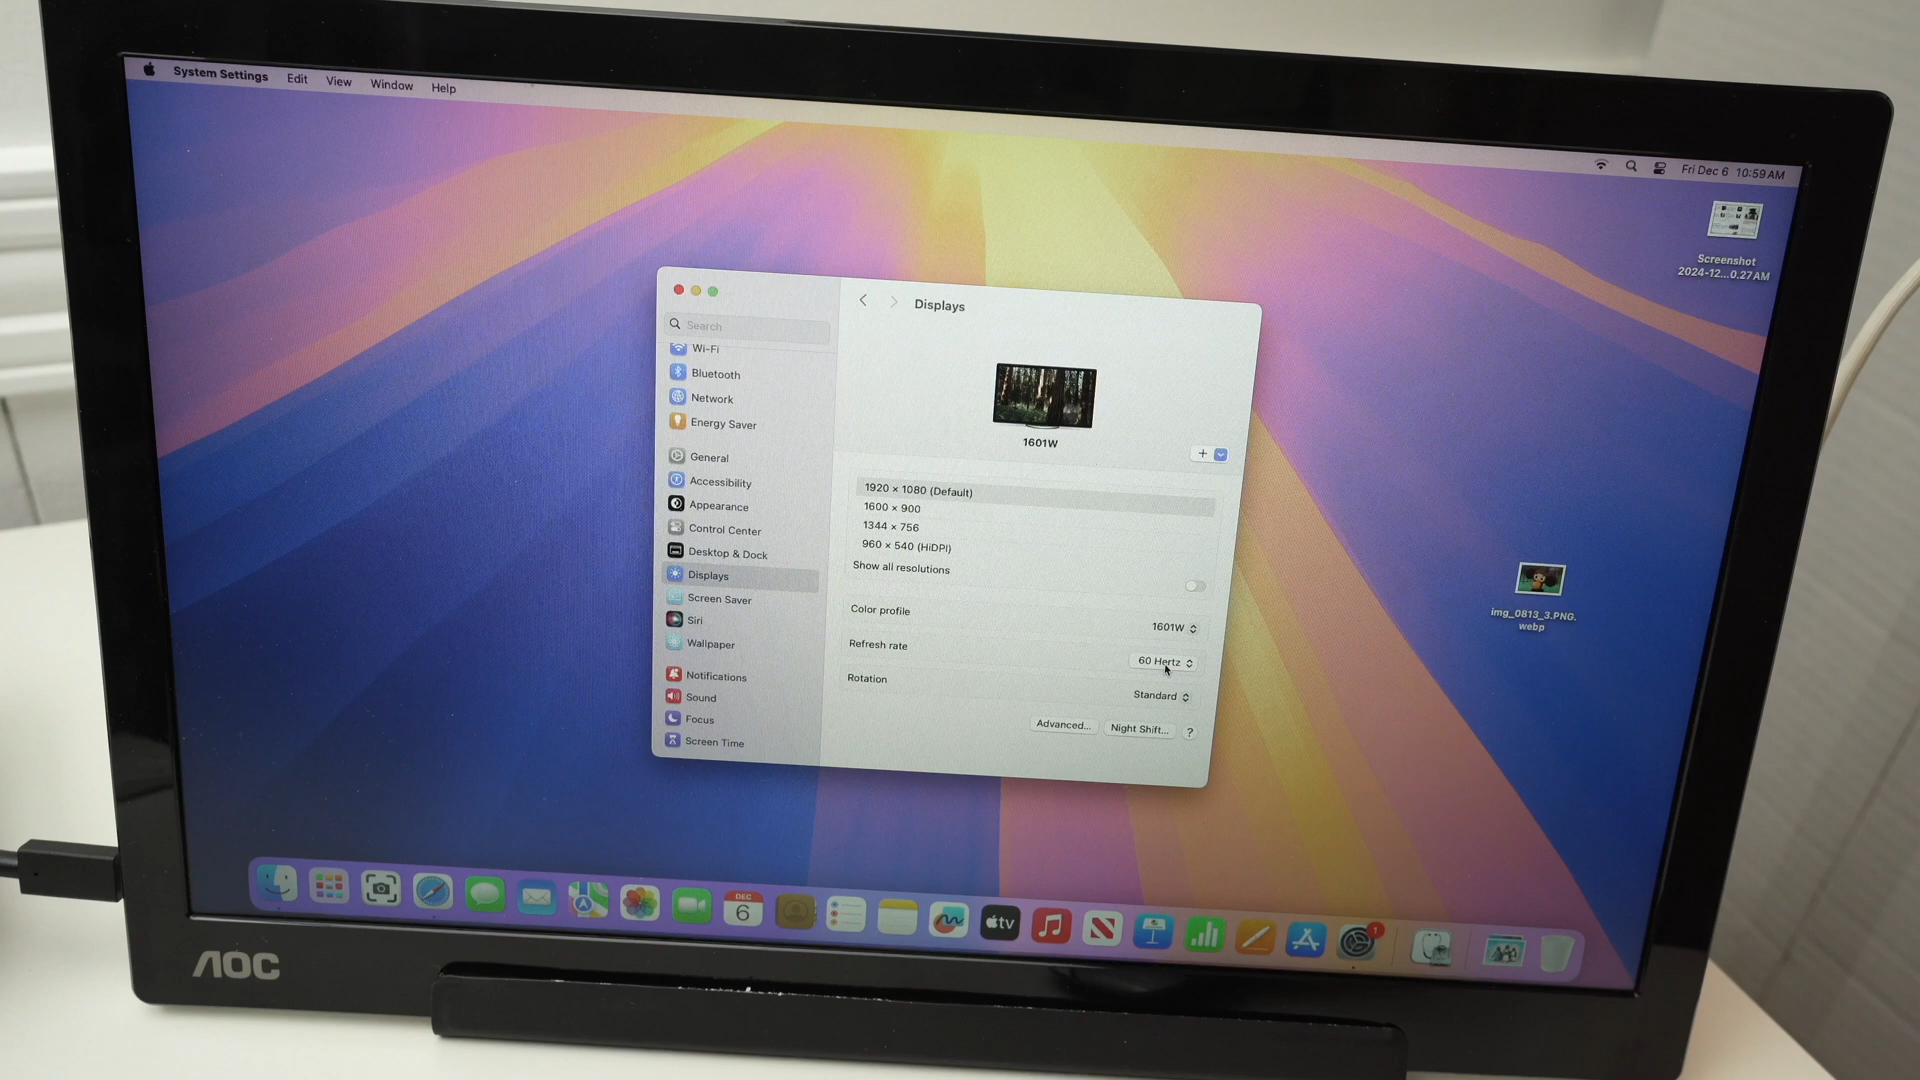 System Settings Edit View Window Help
Fri Dec 6 10:59 AM
Screenshot
2024-12...0.27 AM
Displays
Search
Wi-Fi
Bluetooth
Network
Energy Saver
General
Accessibility
Appearance
Control Center
Desktop & Dock
Displays
Screen Saver
Siri
Wallpaper
Notifications
Sound
Focus
Screen Time
1601W
+
1920 × 1080 (Default)
1600 × 900
1344 × 756
960 × 540 (HiDPI)
Show all resolutions
Color profile
1601W
Refresh rate
60 Hertz
Rotation
Standard
Advanced...
Night Shift...
?
img_0813_3.PNG.
webp
DEC
6
tv
1
AOC